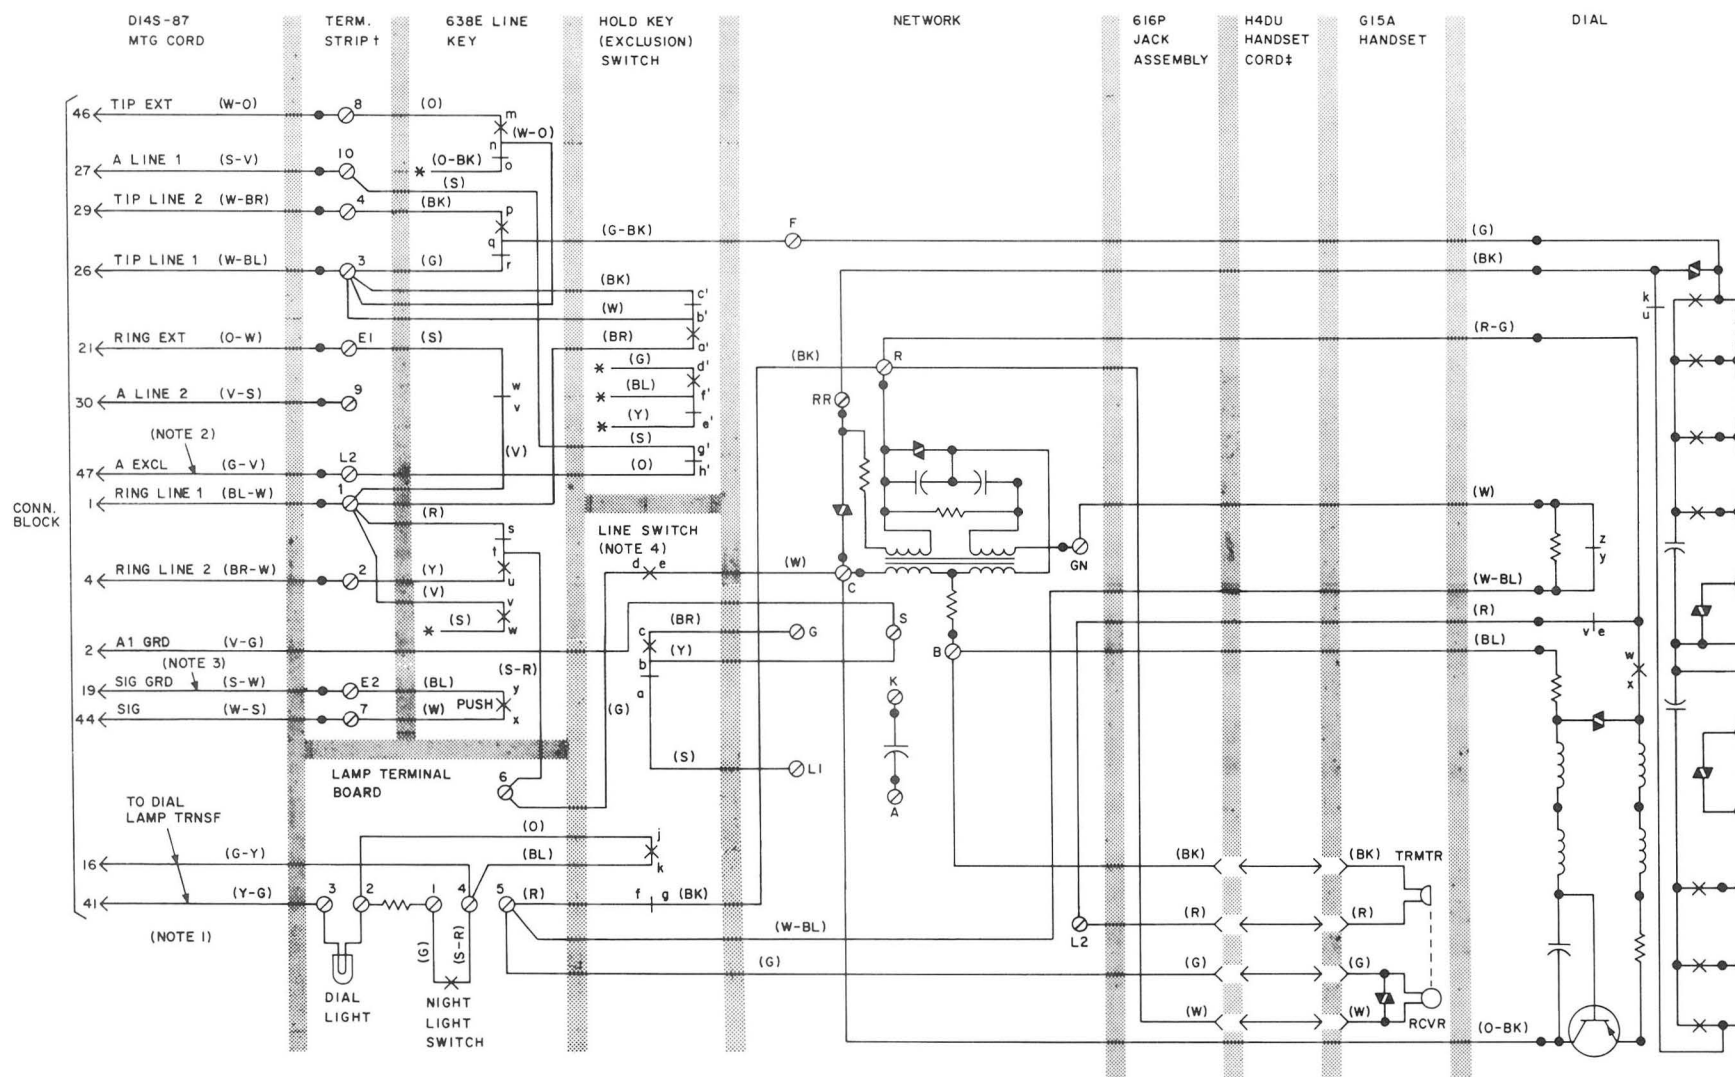 D14S-87
MTG CORD
TERM.
STRIP†
638E LINE
KEY
HOLD KEY
(EXCLUSION)
SWITCH
NETWORK
616P
JACK
ASSEMBLY
H4DU
HANDSET
CORD‡
G15A
HANDSET
DIAL
46 TIP EXT (W-O) 8 (O) m
(W-O)
n
27 A LINE 1 (S-V) 10 * (O-BK) o
(S)
29 TIP LINE 2 (W-BR) 4 (BK) p
q (G-BK) F (G)
26 TIP LINE 1 (W-BL) 3 (G) r
(BK)
(BK) c'
(W) b'
k
u
21 RING EXT (O-W) E1 (S) (BR) a'
(R-G)
* (G) d'
(BK) R
w
* (BL) f'
30 A LINE 2 (V-S) 9 v
RR
* (Y) e'
(NOTE 2)
(S) g'
(V)
47 A EXCL (G-V) L2 (O) h'
CONN.
BLOCK
1 RING LINE 1 (BL-W) 1
(W)
(R) s
LINE SWITCH
(NOTE 4)
t
z
y
GN
d e (W) C
4 RING LINE 2 (BR-W) 2 (Y) u
(W-BL)
(V) v
* (S) w
(R)
v e
c (BR) G S
2 A1 GRD (V-G)
b (Y)
B (BL)
w
x
(NOTE 3)
(S-R)
a
19 SIG GRD (S-W) E2 (BL) y
PUSH
K
44 SIG (W-S) 7 (W) x
(G)
(S) L1
LAMP TERMINAL
BOARD
6
A
TO DIAL
LAMP TRNSF
(O) j
16 (G-Y) (BL) k
(BK) (BK) TRMTR
41 (Y-G) 3 2 1 4 5 (R) f g (BK)
(NOTE 1)
(W-BL)
L2 (R) (R)
(G) (S-R)
(G) (G) (G)
DIAL
LIGHT
NIGHT
LIGHT
SWITCH
(W) (W) RCVR
(O-BK)